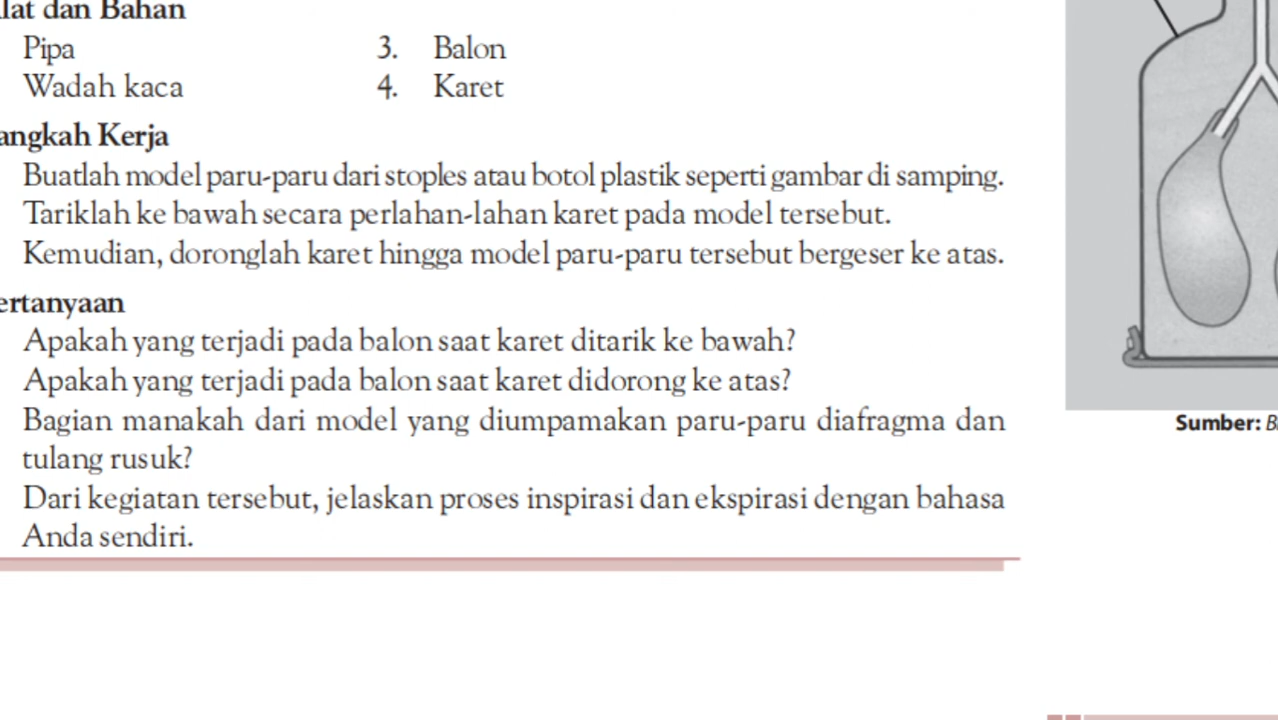 lat dan Bahan
Pipa 3. Balon
Wadah kaca 4. Karet
angkah Kerja
Buatlah model paru-paru dari stoples atau botol plastik seperti gambar di samping.
Tariklah ke bawah secara perlahan-lahan karet pada model tersebut.
Kemudian, doronglah karet hingga model paru-paru tersebut bergeser ke atas.
ertanyaan
Apakah yang terjadi pada balon saat karet ditarik ke bawah?
Apakah yang terjadi pada balon saat karet didorong ke atas?
Bagian manakah dari model yang diumpamakan paru-paru diafragma dan
tulang rusuk?
Dari kegiatan tersebut, jelaskan proses inspirasi dan ekspirasi dengan bahasa
Anda sendiri.
Sumber: